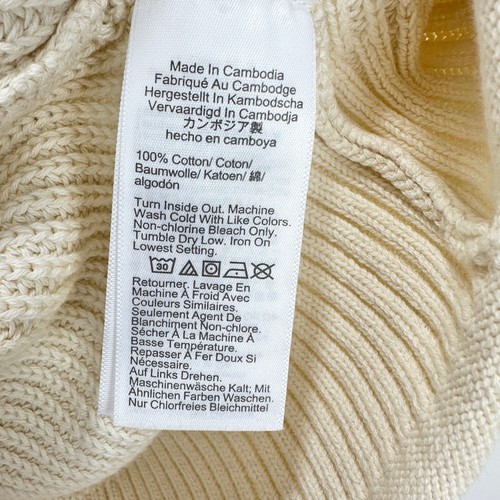 Made In Cambodia
Fabriqué Au Cambodge
Hergestellt In Kambodscha
Vervaardigd In Cambodja
カンボジア製
hecho en camboya
100% Cotton/ Coton/
Baumwolle/ Katoen/ 綿/
algodón
Turn Inside Out. Machine
Wash Cold With Like Colors.
Non-chlorine Bleach Only.
Tumble Dry Low. Iron On
Lowest Setting.
30
Retourner. Lavage En
Machine À Froid Avec
Couleurs Similaires.
Seulement Agent De
Blanchiment Non-chlore.
Sécher À La Machine À
Basse Température.
Repasser À Fer Doux Si
Nécessaire.
Auf Links Drehen.
Maschinenwäsche Kalt; Mit
Ähnlichen Farben Waschen.
Nur Chlorfreies Bleichmittel